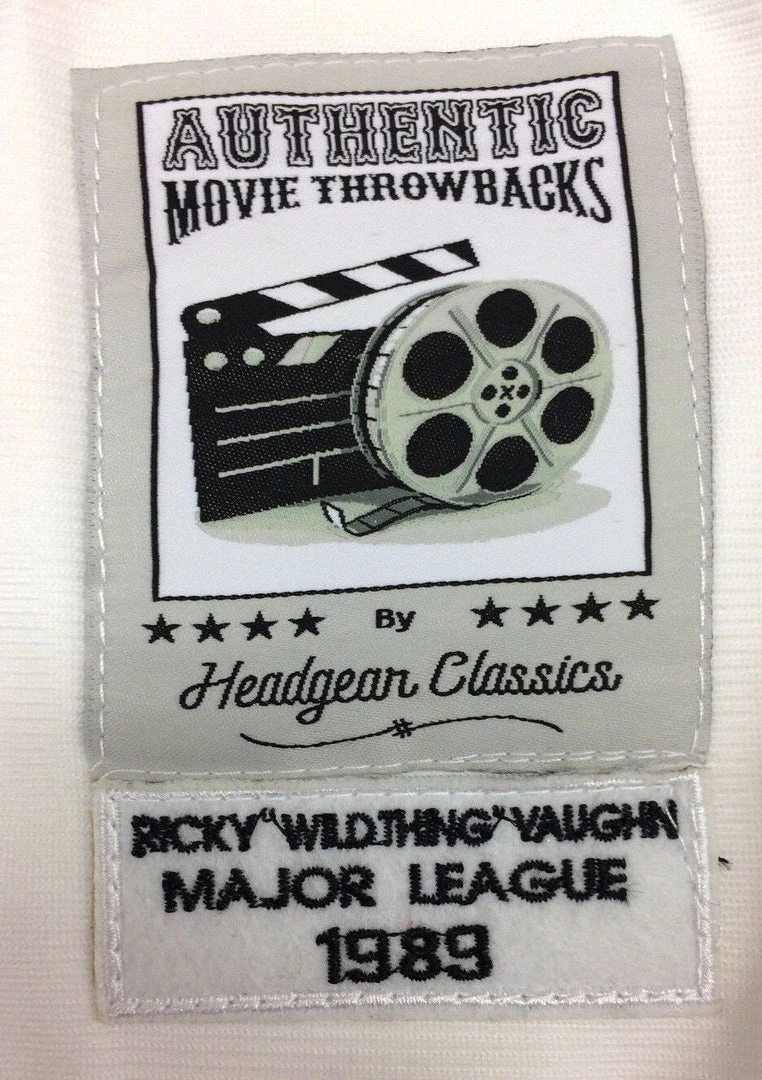 AUTHENTIC
MOVIE THROWBACKS
By
Headgear Classics
RICKY "WILD THING" VAUGHN
MAJOR LEAGUE
1989